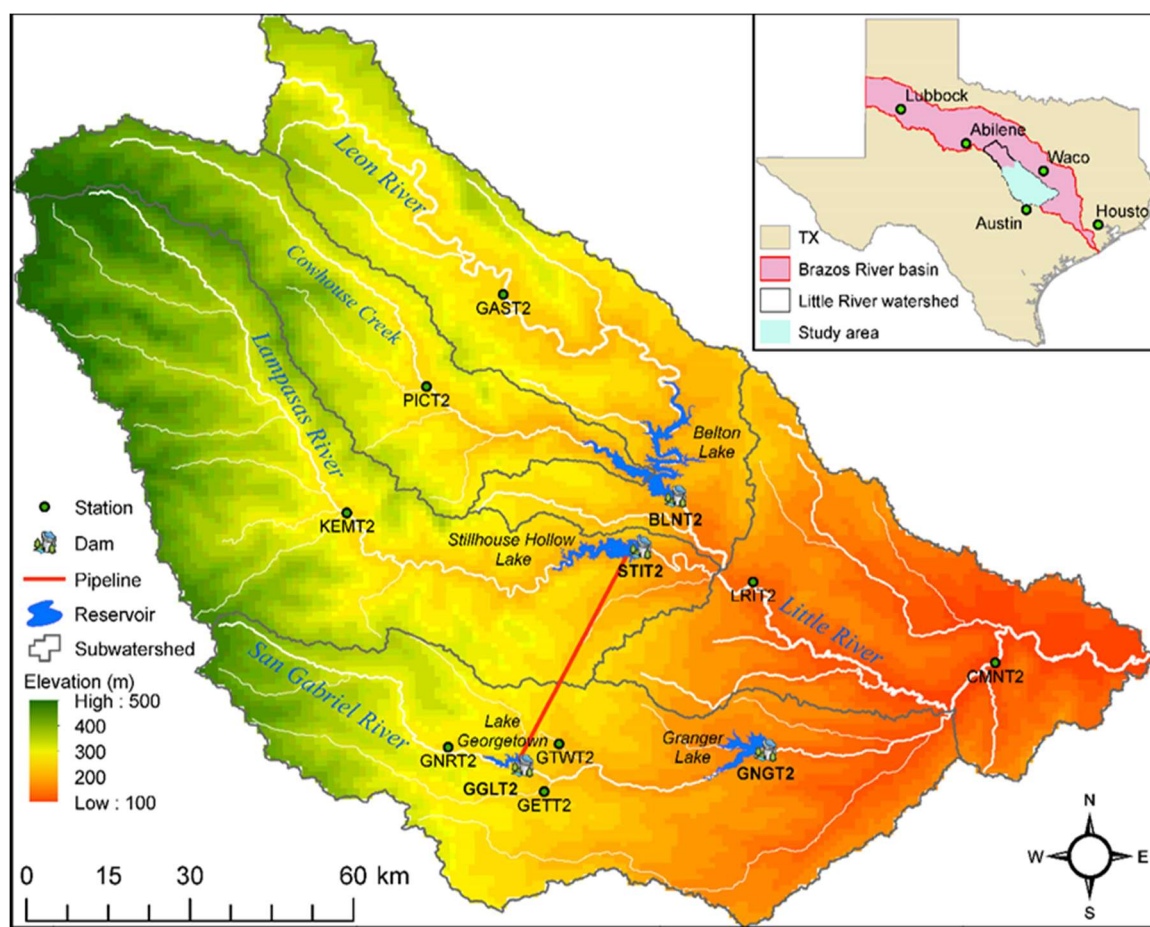 Leon River
Cowhouse Creek
Lampasas River
San Gabriel River
Little River
GAST2
PICT2
KEMT2
Belton
Lake
BLNT2
Stillhouse Hollow
Lake
STIT2
LRIT2
CMNT2
Lake
Georgetown
GNRT2
GTWT2
GGLT2
GETT2
Granger
Lake
GNGT2
Station
Dam
Pipeline
Reservoir
Subwatershed
Elevation (m)
High : 500
400
300
200
Low : 100
0 15 30 60 km
Lubbock
Abilene
Waco
Austin
Housto
TX
Brazos River basin
Little River watershed
Study area
N
W E
S